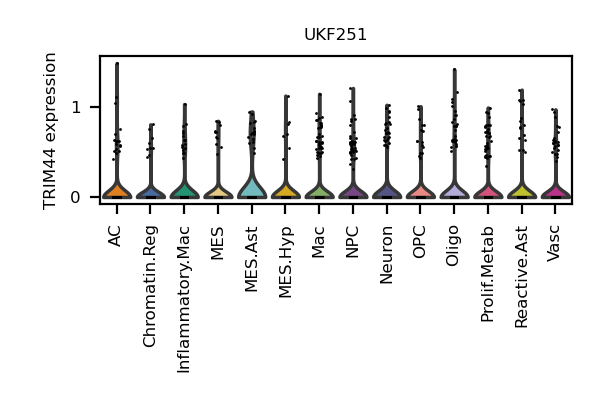 UKF251
TRIM44 expression
1
0
AC
Chromatin.Reg
Inflammatory.Mac
MES
MES.Ast
MES.Hyp
Mac
NPC
Neuron
OPC
Oligo
Prolif.Metab
Reactive.Ast
Vasc